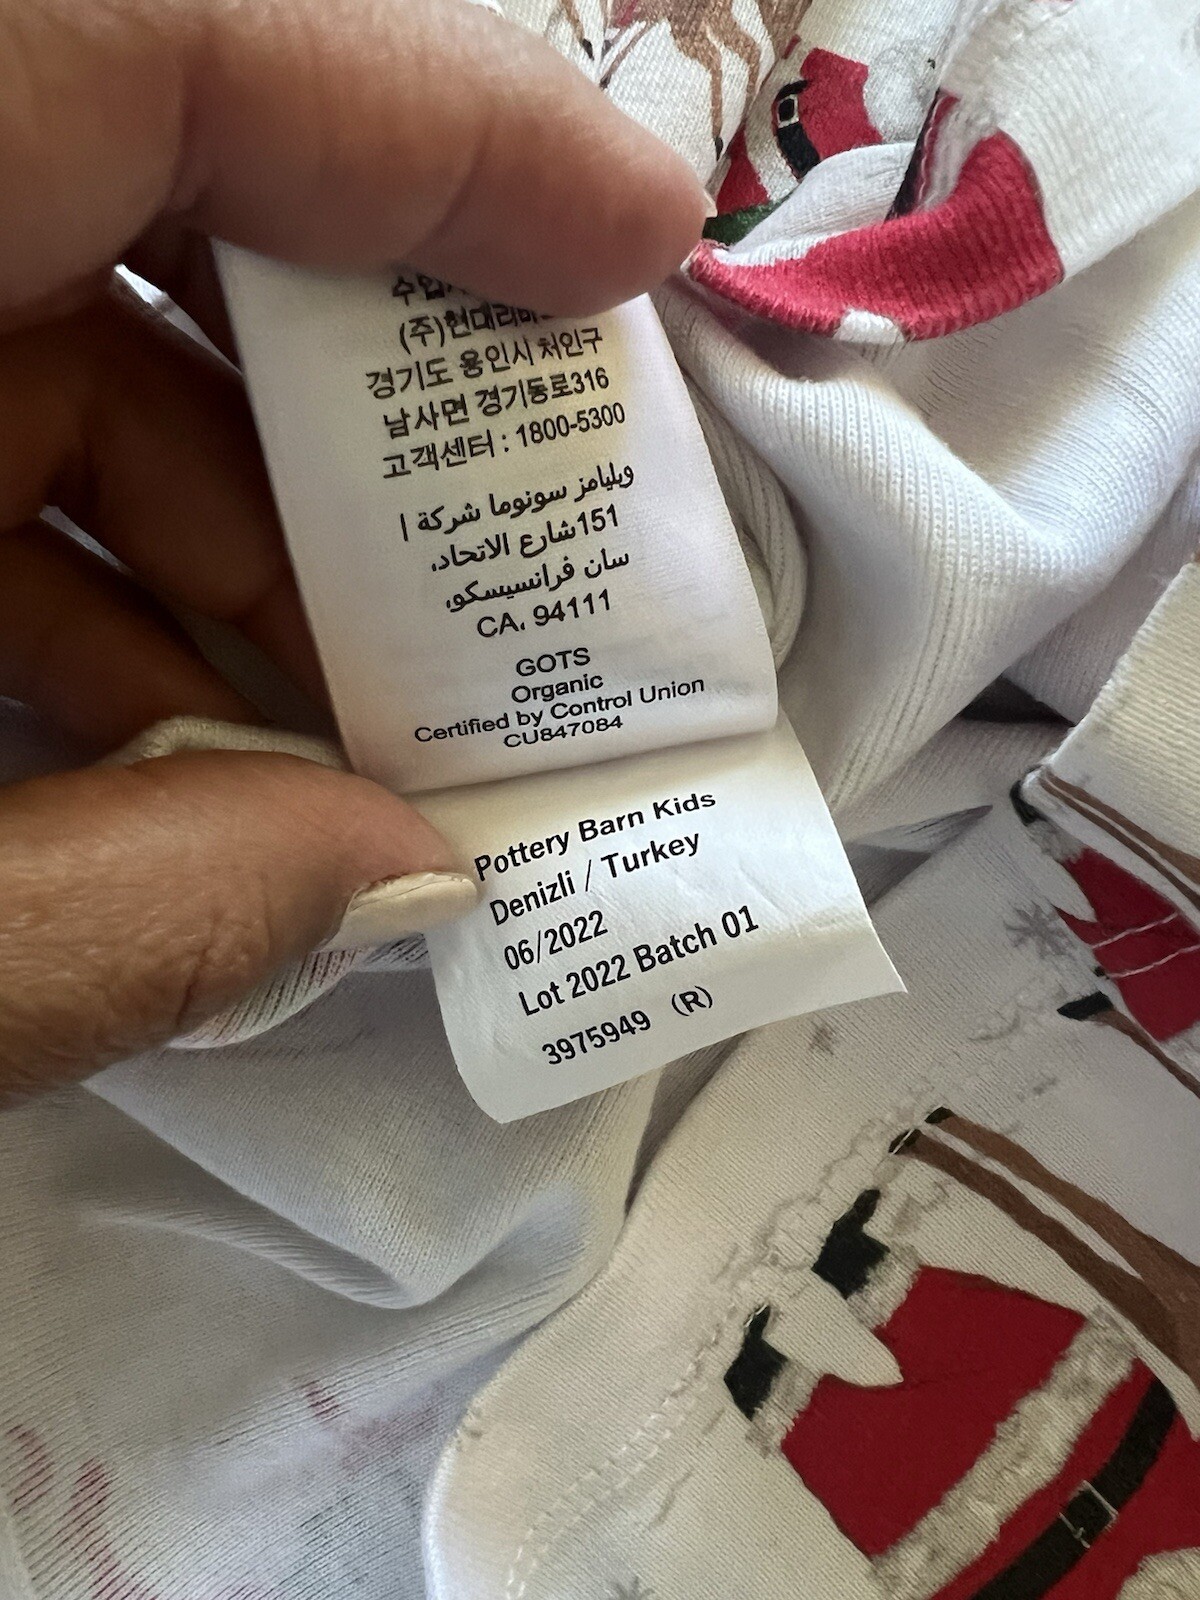 (주)현대리바
경기도 용인시 처인구
남사면 경기동로316
고객센터 : 1800-5300
ويليامز سونوما شركة |
151شارع الاتحاد،
سان فرانسيسكو،
CA، 94111
GOTS
Organic
Certified by Control Union
CU847084
Pottery Barn Kids
Denizli / Turkey
06/2022
Lot 2022 Batch 01
3975949 (R)